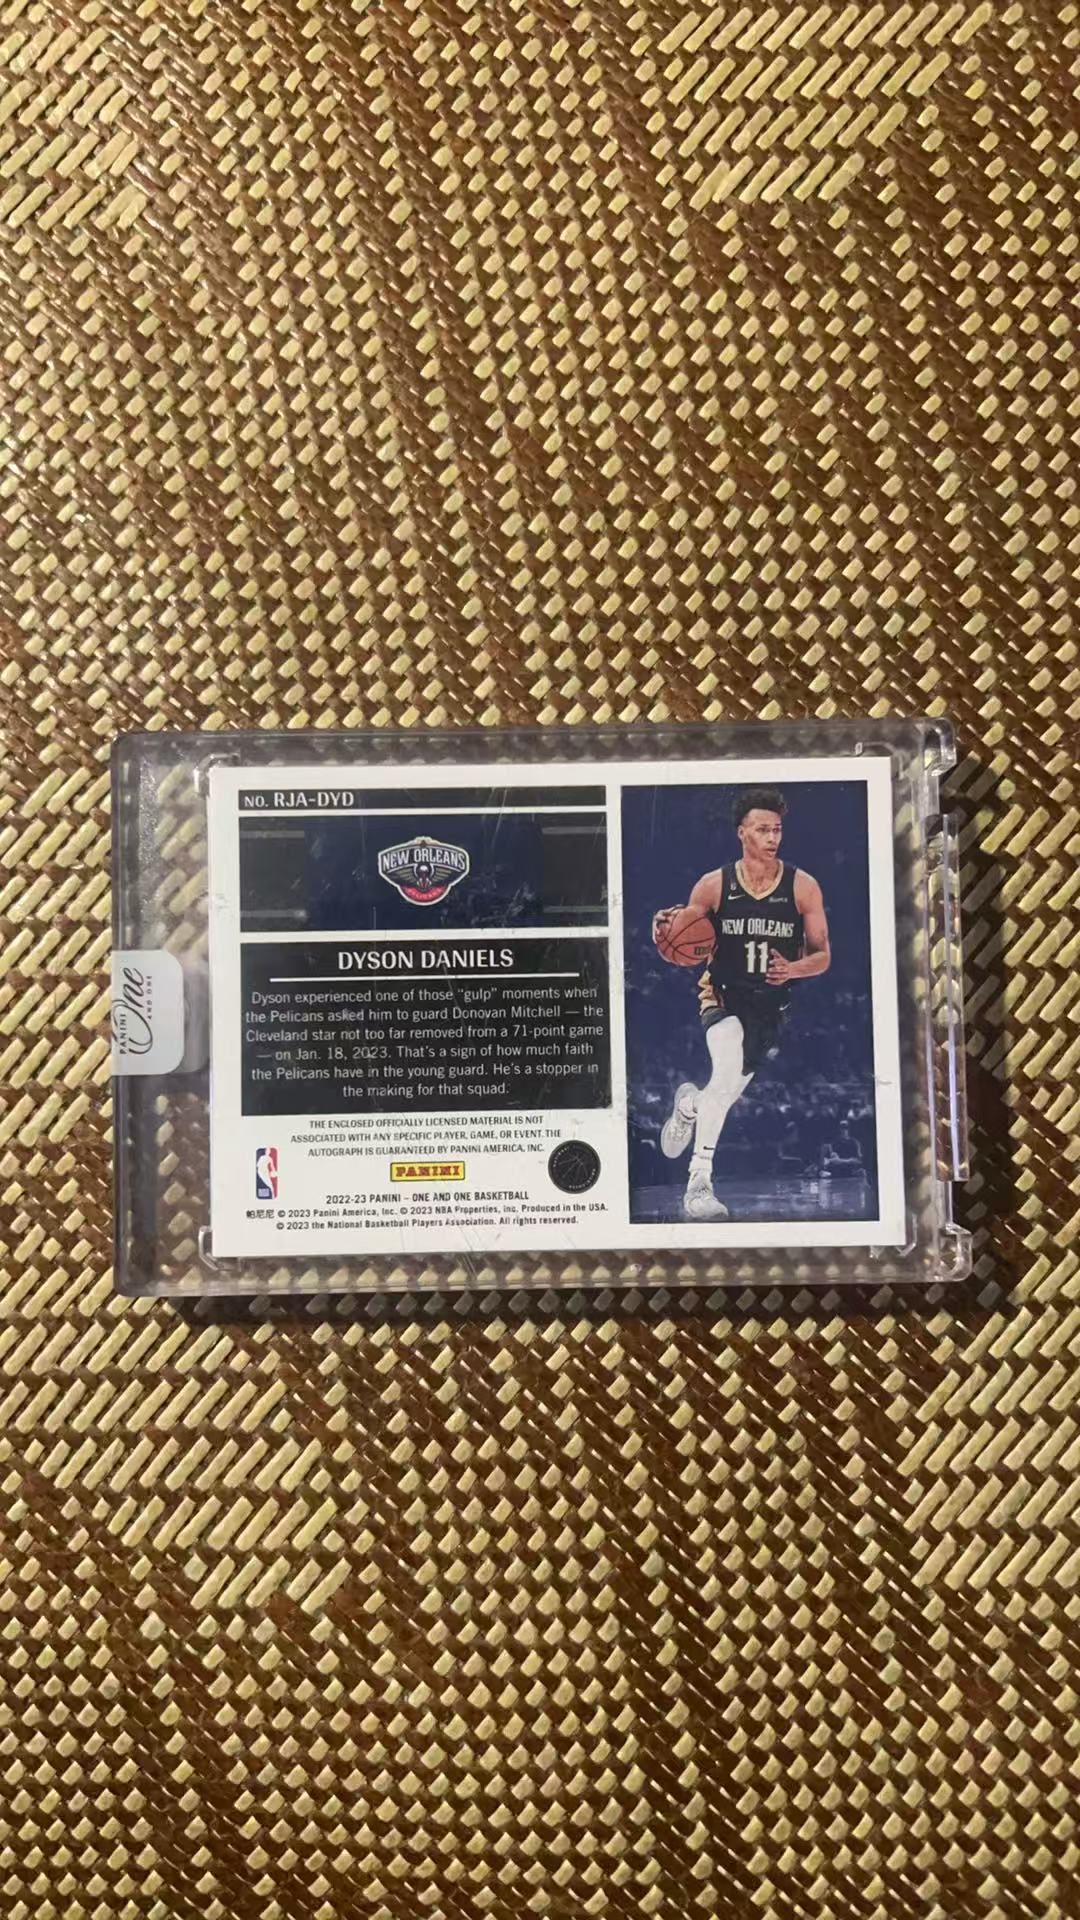 NO. RJA-DYD
NEW ORLEANS
PELICANS
DYSON DANIELS
Dyson experienced one of those “gulp” moments when
the Pelicans asked him to guard Donovan Mitchell — the
Cleveland star not too far removed from a 71-point game
— on Jan. 18, 2023. That’s a sign of how much faith
the Pelicans have in the young guard. He’s a stopper in
the making for that squad.
THE ENCLOSED OFFICIALLY LICENSED MATERIAL IS NOT
ASSOCIATED WITH ANY SPECIFIC PLAYER, GAME, OR EVENT. THE
AUTOGRAPH IS GUARANTEED BY PANINI AMERICA, INC.
PANINI
2022-23 PANINI – ONE AND ONE BASKETBALL
帕尼尼 © 2023 Panini America, Inc. © 2023 NBA Properties, Inc. Produced in the USA.
© 2023 the National Basketball Players Association. All rights reserved.
NEW ORLEANS
11
PANINI
One
AND ONE